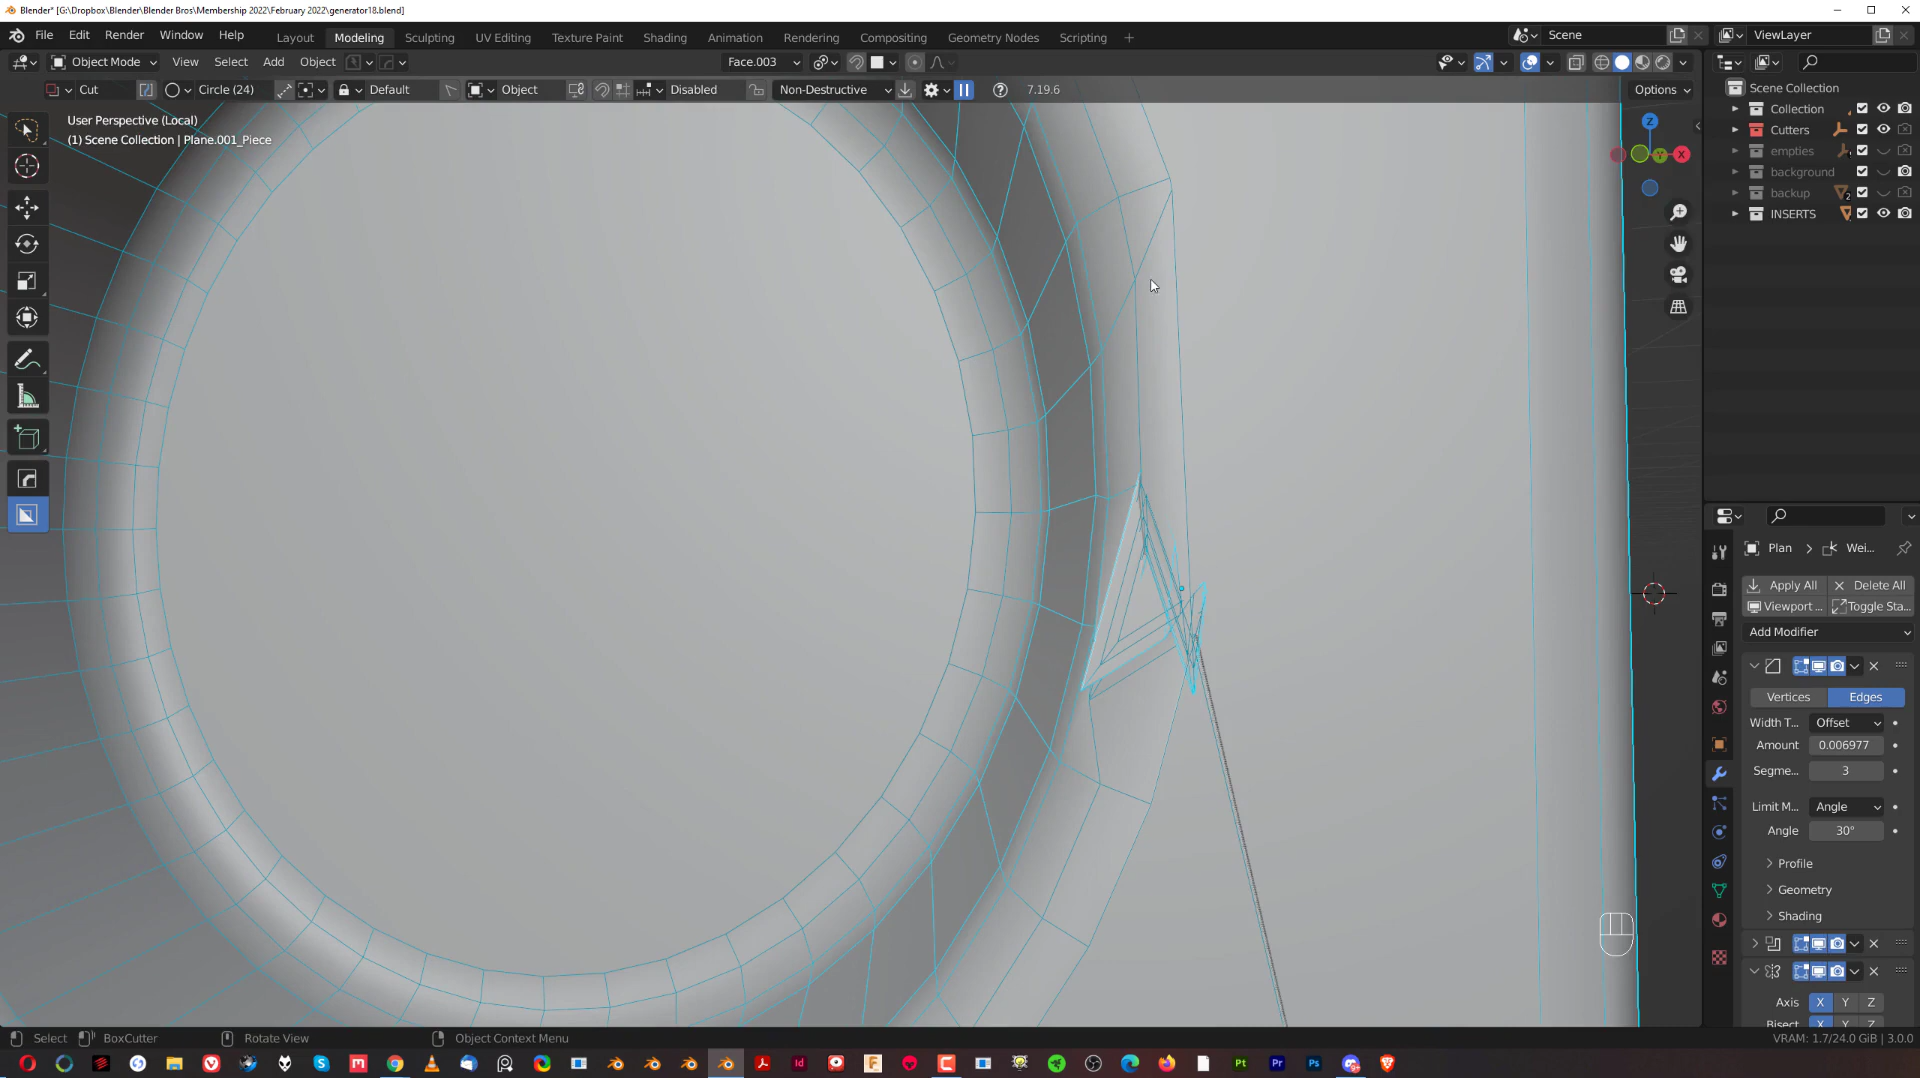 Blender* [G:\Dropbox\Blender\Blender Bros\Membership 2022\February 2022\generator18.blend]
File Edit Render Window Help
Layout Modeling Sculpting UV Editing Texture Paint Shading Animation Rendering Compositing Geometry Nodes Scripting +
Scene
ViewLayer
Object Mode View Select Add Object
Face.003
Cut Circle (24) Default Object Disabled Non-Destructive 7.19.6
Options
User Perspective (Local)
(1) Scene Collection | Plane.001_Piece
Z
Y
X
Scene Collection
Collection
Cutters
empties
background
backup
INSERTS
Plan > Wei...
Apply All Delete All
Viewport ... Toggle Sta...
Add Modifier
Vertices Edges
Width T... Offset
Amount 0.006977
Segme... 3
Limit M... Angle
Angle 30°
Profile
Geometry
Shading
Axis X Y Z
Bisect X Y Z
Select BoxCutter Rotate View Object Context Menu
VRAM: 1.7/24.0 GiB | 3.0.0
Id
Pt
Pr
Ps